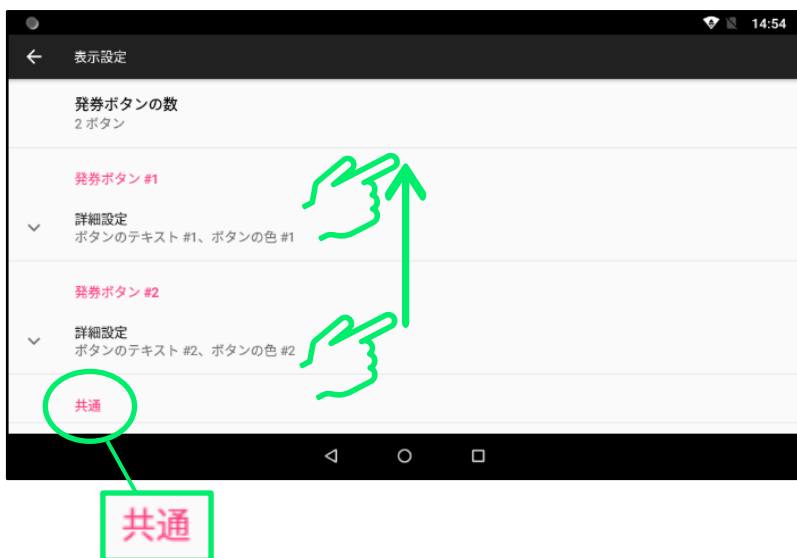 14:54
表示設定
発券ボタンの数
2 ボタン
発券ボタン #1
詳細設定
ボタンのテキスト #1、ボタンの色 #1
発券ボタン #2
詳細設定
ボタンのテキスト #2、ボタンの色 #2
共通
共通